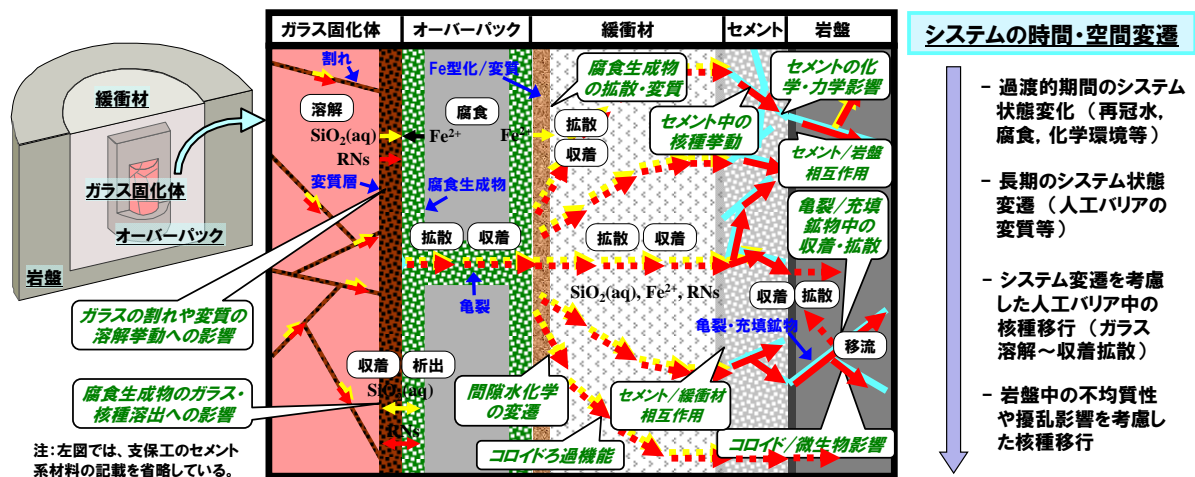 緩衝材
ガラス固化体
オーバーパック
岩盤
ガラスの割れや変質の
溶解挙動への影響
腐食生成物のガラス・
核種溶出への影響
注：左図では、支保工のセメント
系材料の記載を省略している。
ガラス固化体
オーバーパック
緩衝材
セメント
岩盤
割れ
溶解
SiO2(aq)
RNs
変質層
Fe2+
腐食
Fe型化/変質
Fe2+
腐食生成物
の拡散・変質
拡散
収着
腐食生成物
拡散
収着
亀裂
拡散
収着
SiO2(aq), Fe2+, RNs
収着
析出
SiO2(aq)
RNs
間隙水化学
の変遷
コロイドろ過機能
セメント中の
核種挙動
セメントの化
学・力学影響
セメント/岩盤
相互作用
亀裂/充填
鉱物中の
収着・拡散
収着
拡散
亀裂・充填鉱物
移流
セメント/緩衝材
相互作用
コロイド/微生物影響
システムの時間・空間変遷
− 過渡的期間のシステム
状態変化（再冠水,
腐食, 化学環境等）
− 長期のシステム状態
変遷（人工バリアの
変質等）
− システム変遷を考慮
した人工バリア中の
核種移行（ガラス
溶解～収着拡散）
− 岩盤中の不均質性
や擾乱影響を考慮し
た核種移行